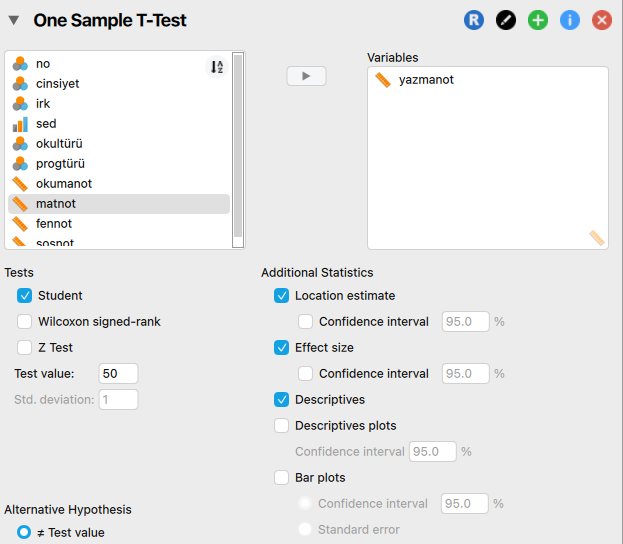 One Sample T-Test
R
no
cinsiyet
irk
sed
okultürü
progtürü
okumanot
matnot
fennot
sosnot
Variables
yazmanot
Tests
Student
Wilcoxon signed-rank
Z Test
Test value: 50
Std. deviation: 1
Alternative Hypothesis
≠ Test value
Additional Statistics
Location estimate
Confidence interval 95.0 %
Effect size
Confidence interval 95.0 %
Descriptives
Descriptives plots
Confidence interval 95.0 %
Bar plots
Confidence interval 95.0 %
Standard error